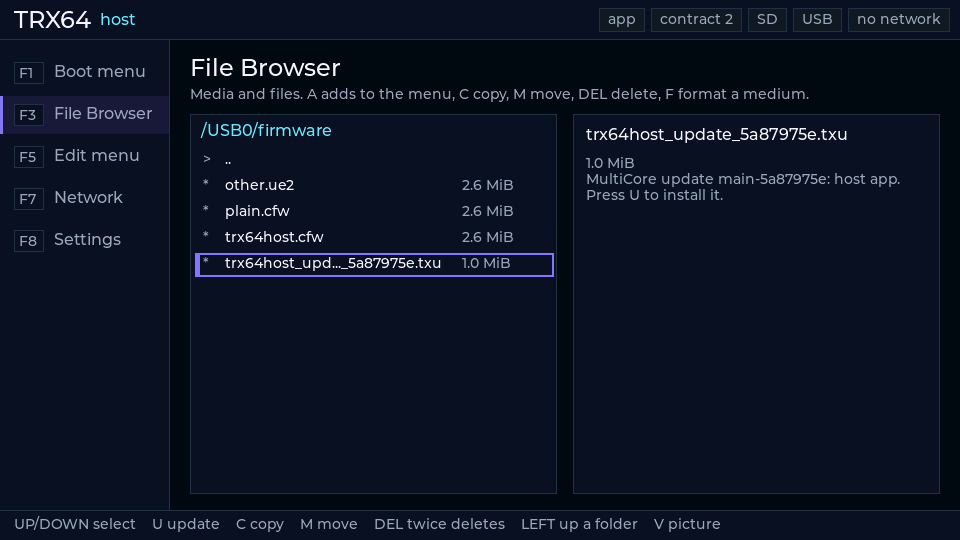 TRX64 host
app contract 2 SD USB no network
F1 Boot menu
F3 File Browser
F5 Edit menu
F7 Network
F8 Settings
File Browser
Media and files. A adds to the menu, C copy, M move, DEL delete, F format a medium.
/USB0/firmware
> ..
* other.ue2 2.6 MiB
* plain.cfw 2.6 MiB
* trx64host.cfw 2.6 MiB
* trx64host_upd..._5a87975e.txu 1.0 MiB
trx64host_update_5a87975e.txu
1.0 MiB
MultiCore update main-5a87975e: host app.
Press U to install it.
UP/DOWN select U update C copy M move DEL twice deletes LEFT up a folder V picture